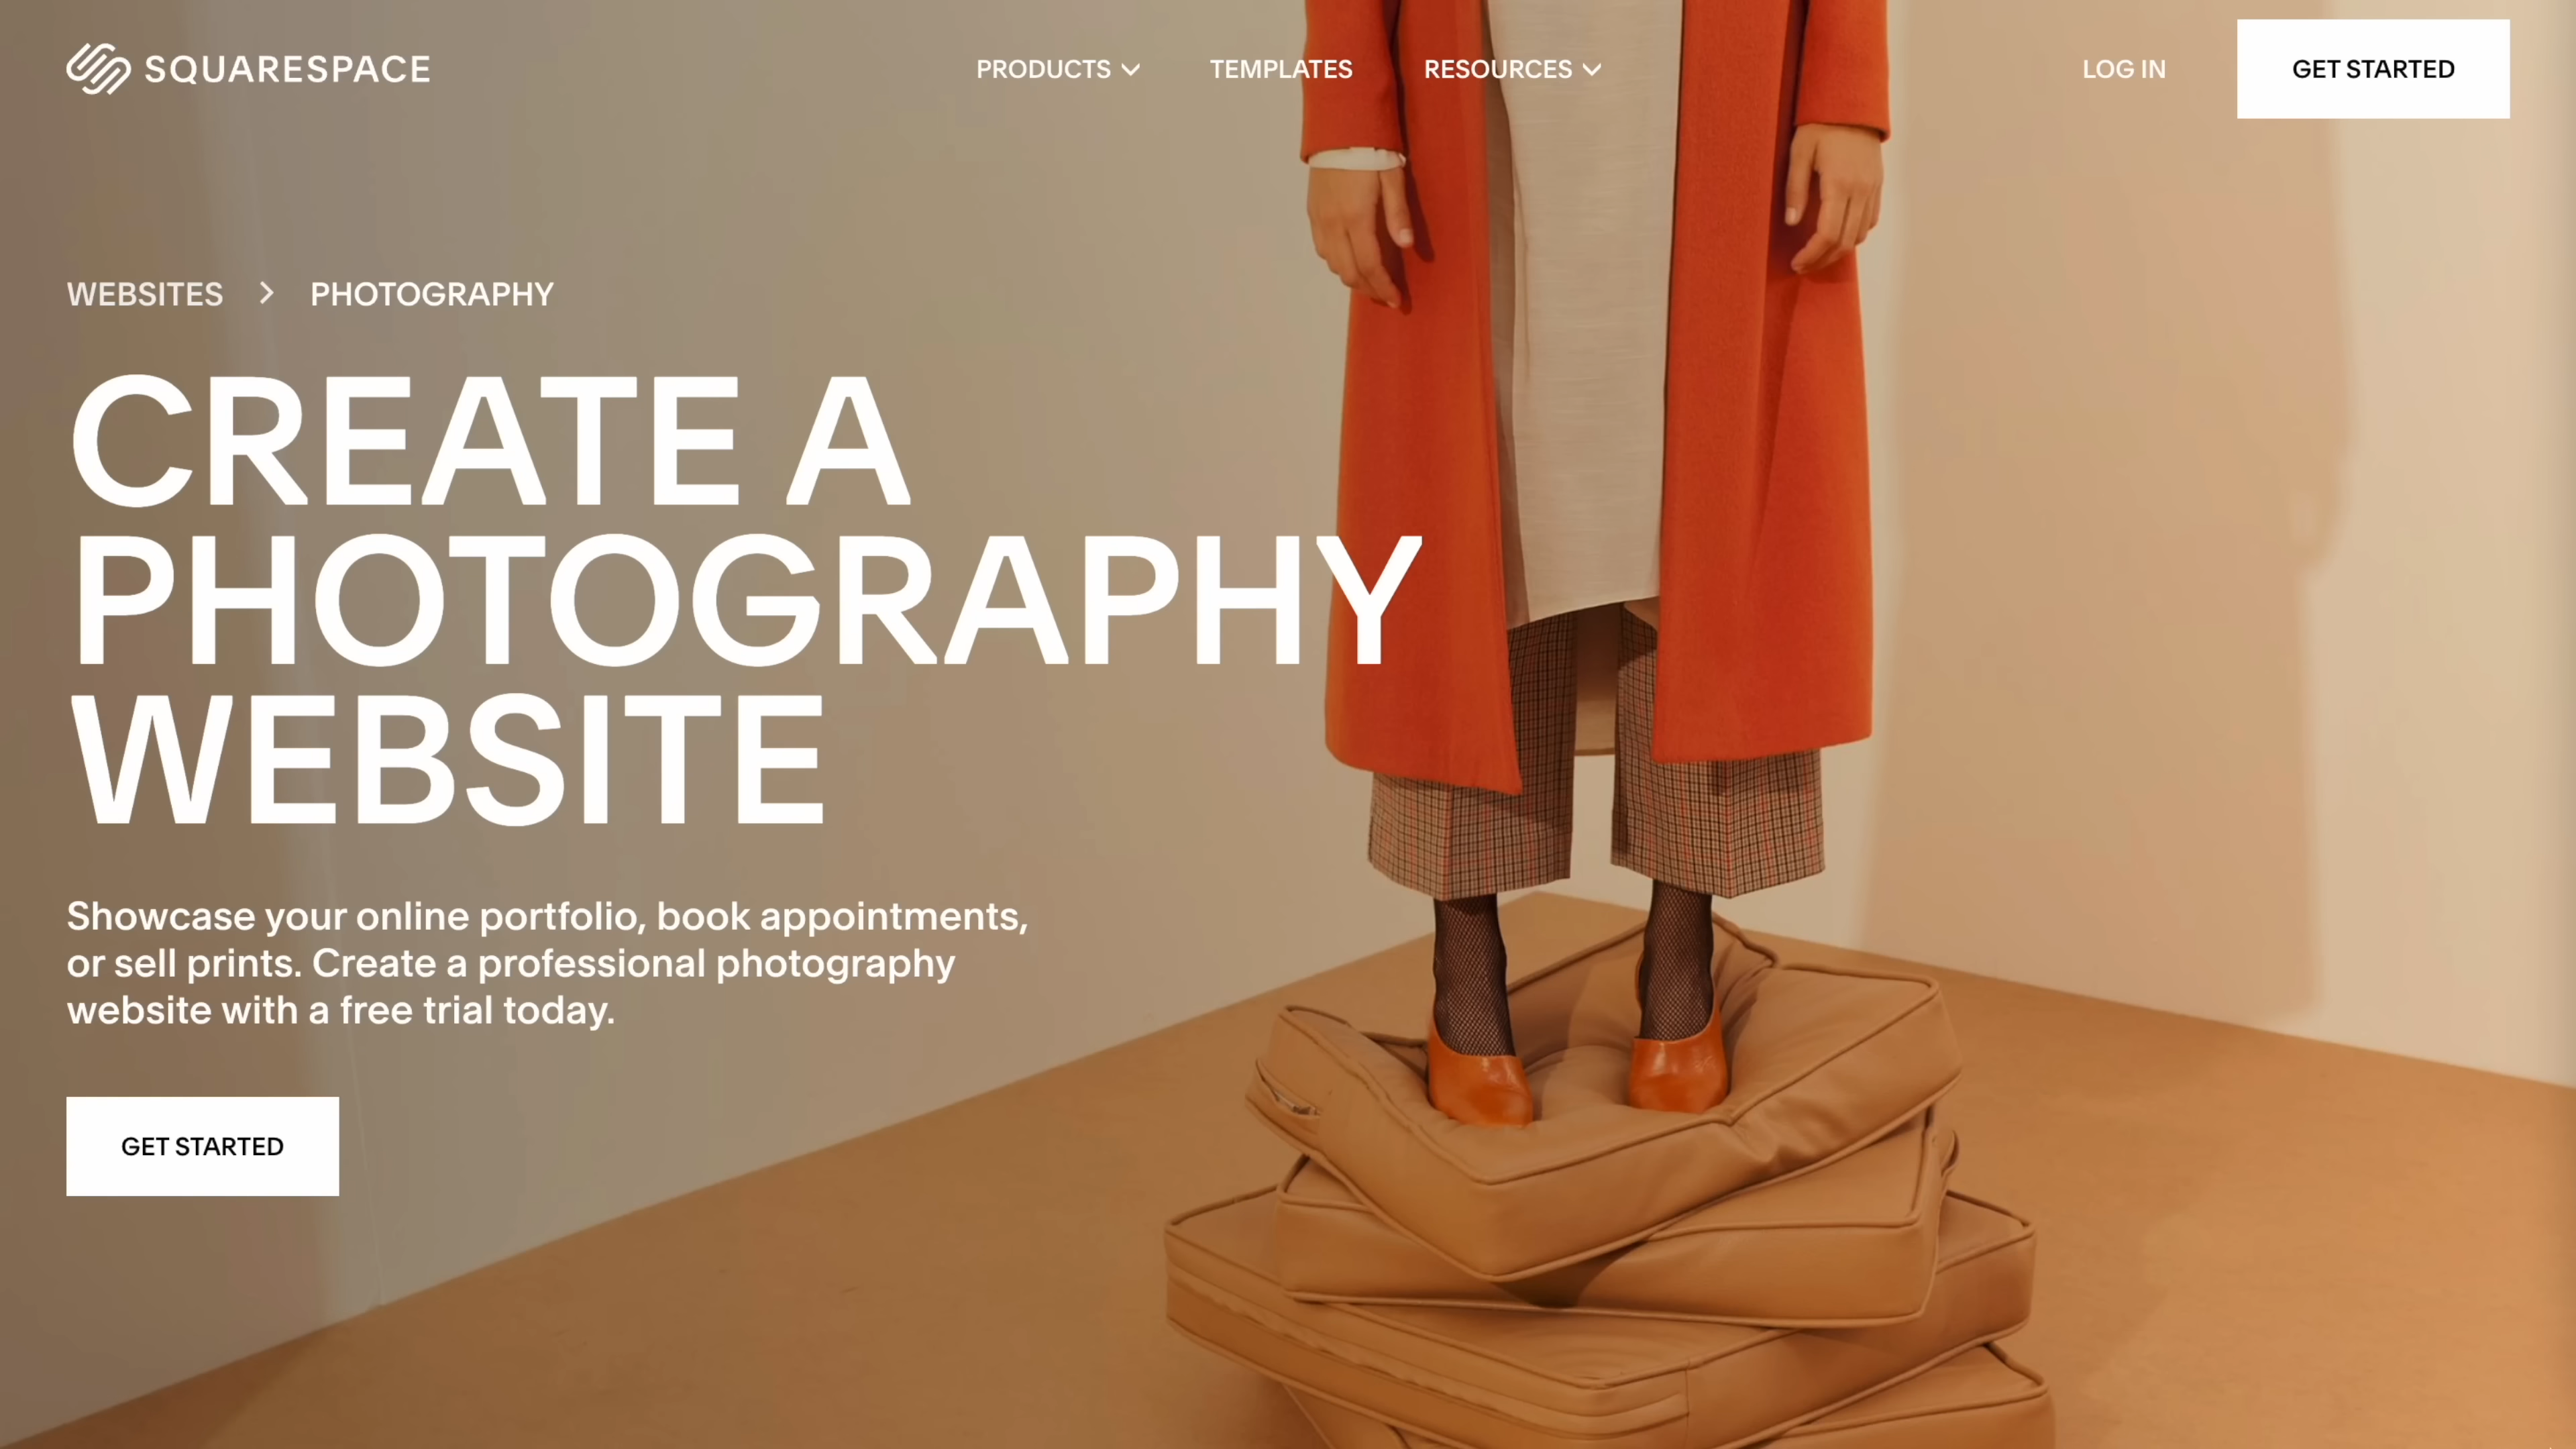 SQUARESPACE
PRODUCTS
TEMPLATES
RESOURCES
LOG IN
GET STARTED
WEBSITES > PHOTOGRAPHY
CREATE A
PHOTOGRAPHY
WEBSITE
Showcase your online portfolio, book appointments,
or sell prints. Create a professional photography
website with a free trial today.
GET STARTED